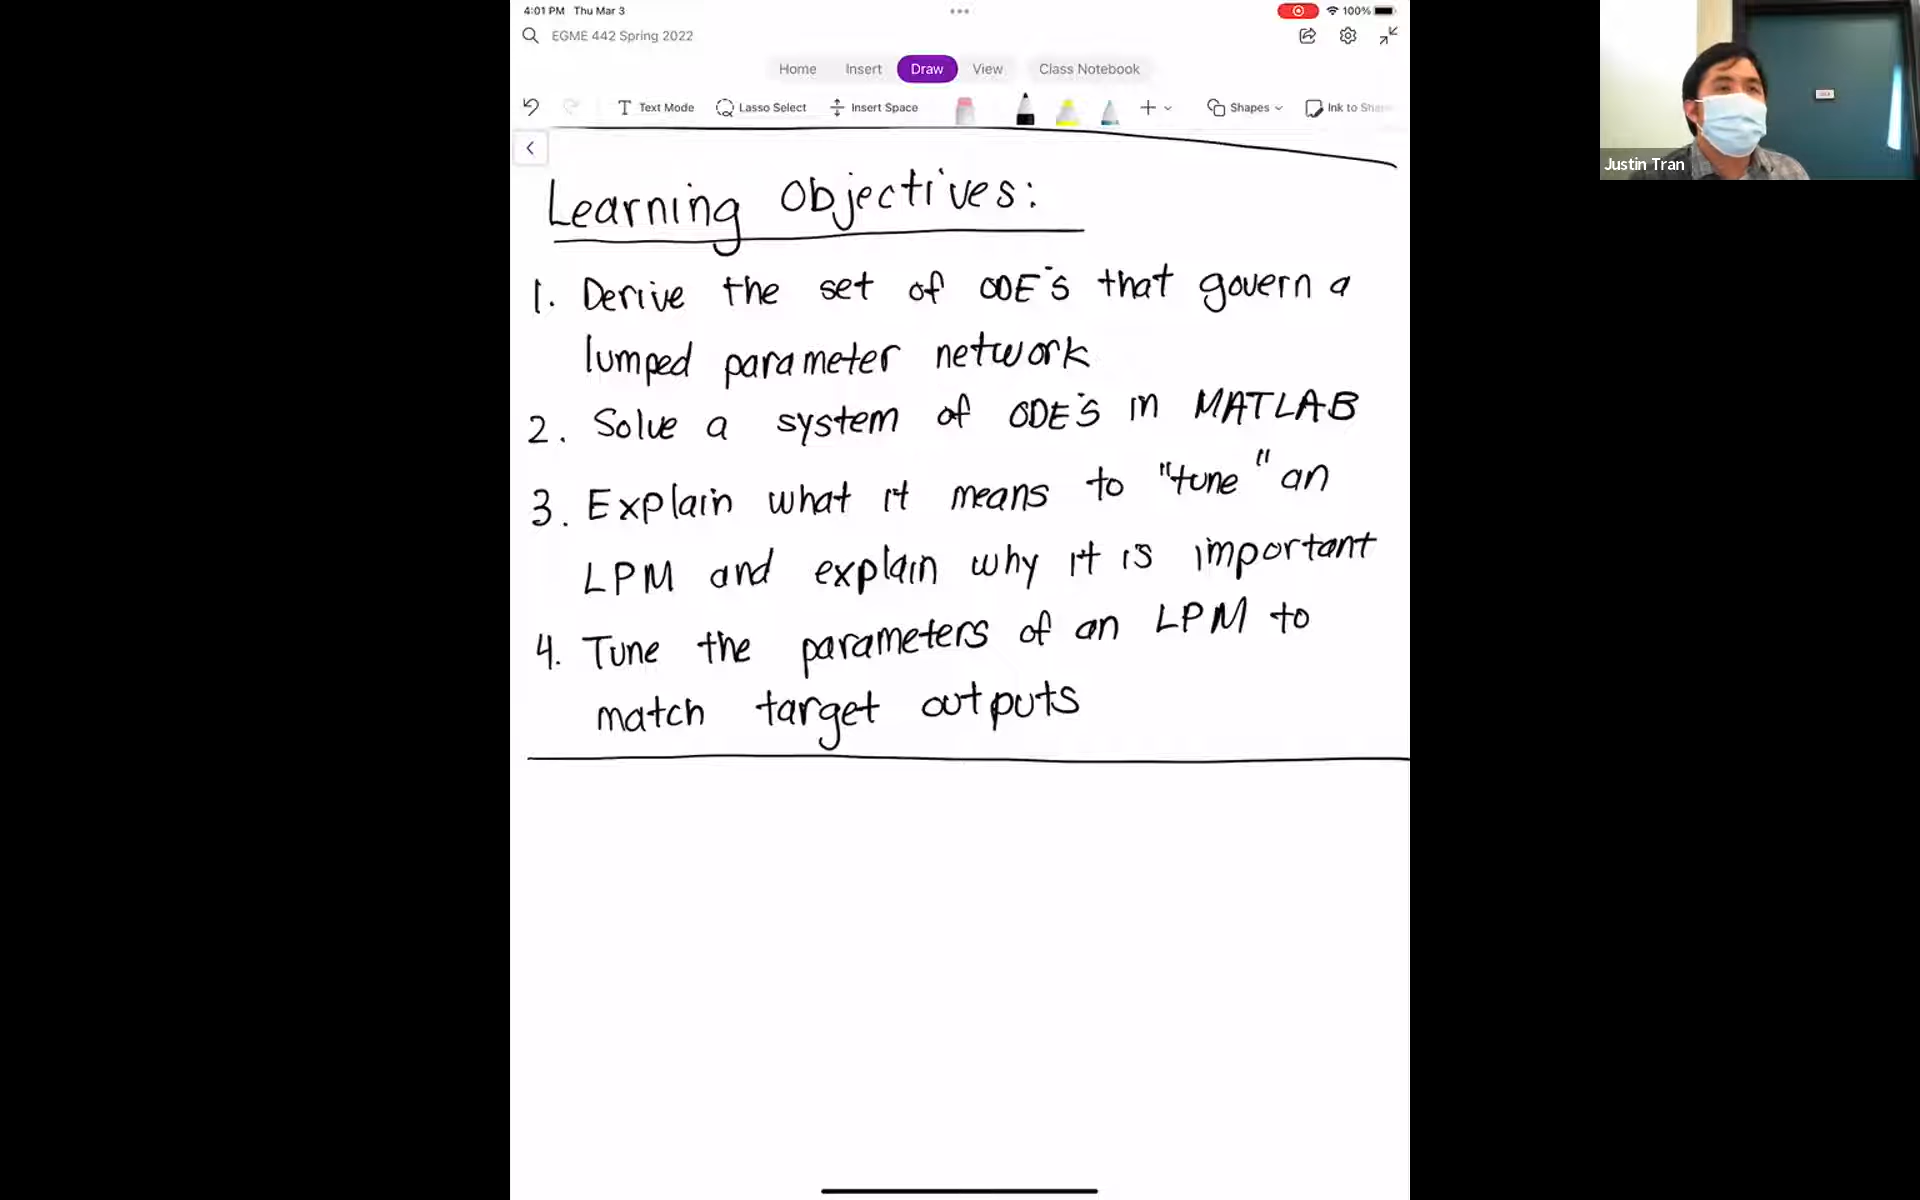 4:01 PM Thu Mar 3
100%
EGME 442 Spring 2022
Home Insert Draw View Class Notebook
Text Mode Lasso Select Insert Space Shapes Ink to
Justin Tran
Learning Objectives:
1. Derive the set of ODE's that govern a
lumped parameter network
2. Solve a system of ODE's in MATLAB
3. Explain what it means to "tune" an
LPM and explain why it is important
4. Tune the parameters of an LPM to
match target outputs